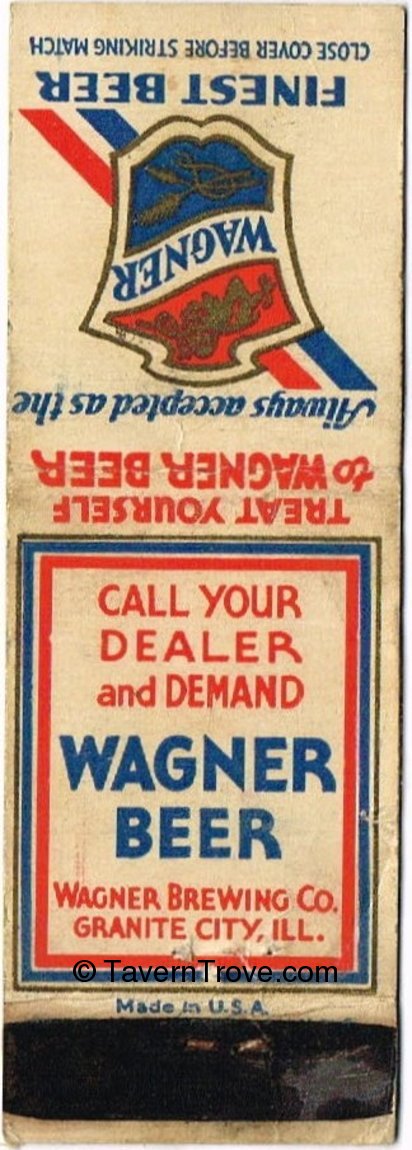 Always accepted as the
WAGNER
FINEST BEER
CLOSE COVER BEFORE STRIKING MATCH
TREAT YOURSELF
to WAGNER BEER
CALL YOUR
DEALER
and DEMAND
WAGNER
BEER
WAGNER BREWING CO.
GRANITE CITY, ILL.
© TavernTrove.com
Made in U.S.A.